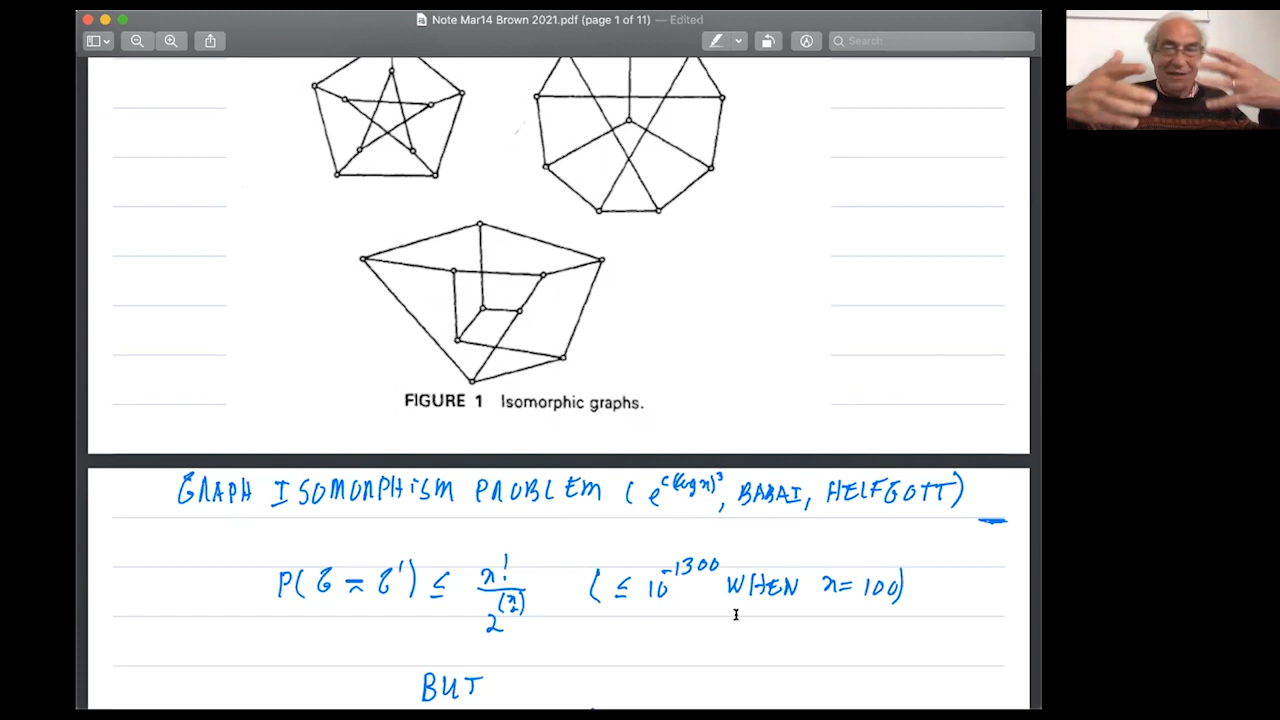 Note Mar14 Brown 2021.pdf (page 1 of 11) — Edited
Search
FIGURE 1 Isomorphic graphs.
GRAPH ISOMORPHISM PROBLEM ( e^{c(log n)^3}, BABAI, HELFGOTT)
P(G ≅ G') ≤ n! / 2^{(n 2)} ( ≤ 10^{-1300} WHEN n = 100)
BUT